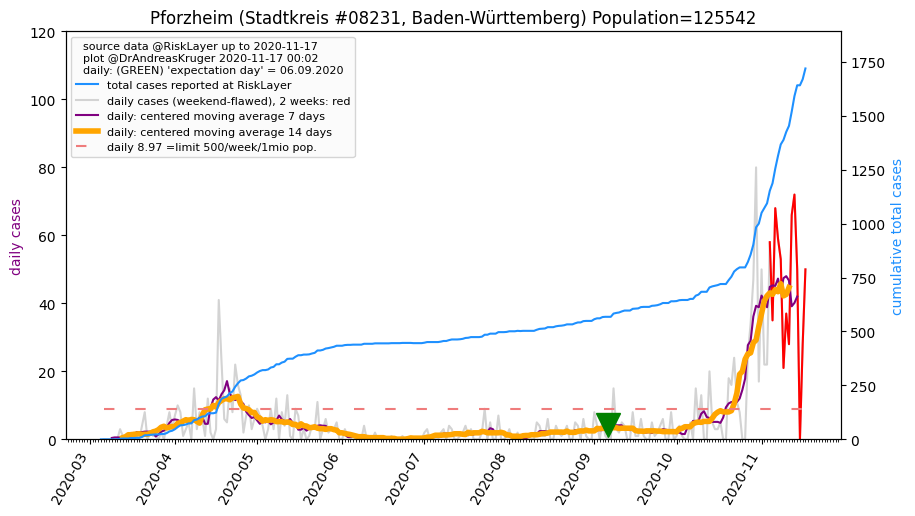 Pforzheim (Stadtkreis #08231, Baden-Württemberg) Population=125542
source data @RiskLayer up to 2020-11-17
plot @DrAndreasKruger 2020-11-17 00:02
daily: (GREEN) 'expectation day' = 06.09.2020
total cases reported at RiskLayer
daily cases (weekend-flawed), 2 weeks: red
daily: centered moving average 7 days
daily: centered moving average 14 days
daily 8.97 =limit 500/week/1mio pop.
daily cases
120
100
80
60
40
20
0
cumulative total cases
1750
1500
1250
1000
750
500
250
0
2020-03
2020-04
2020-05
2020-06
2020-07
2020-08
2020-09
2020-10
2020-11